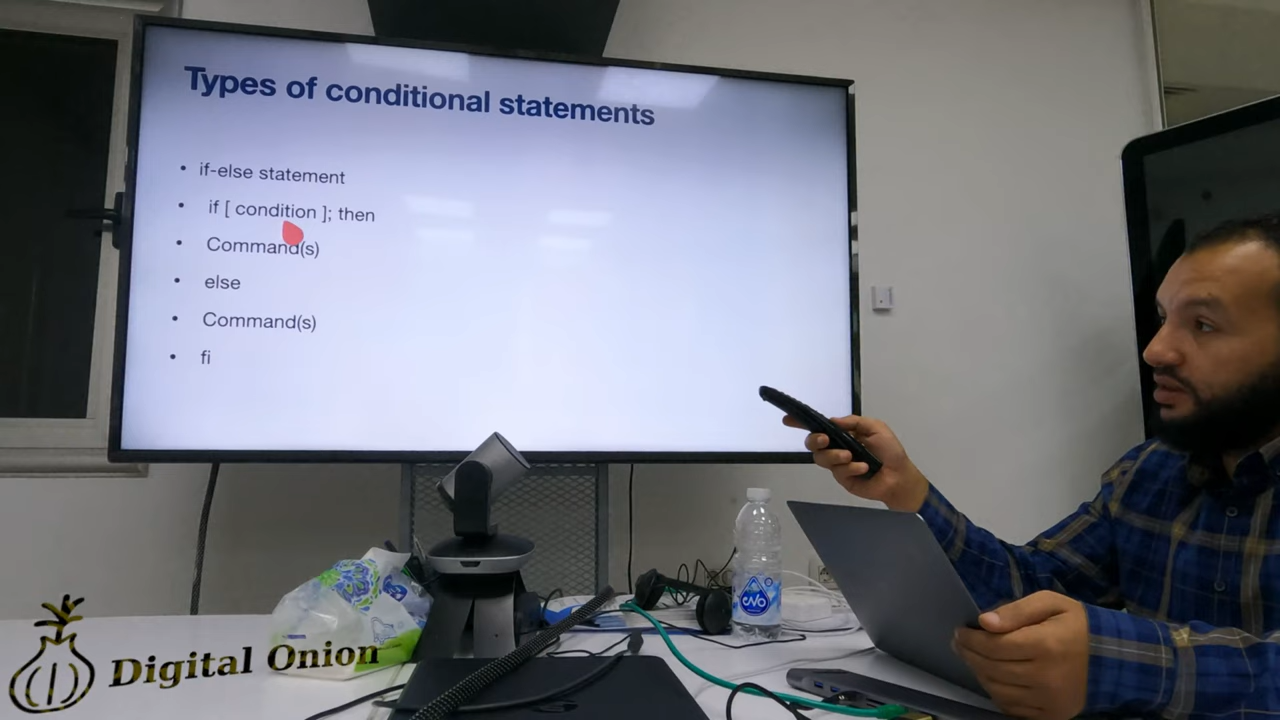 Types of conditional statements
• if-else statement
• if [ condition ]; then
• Command(s)
• else
• Command(s)
• fi
Digital Onion